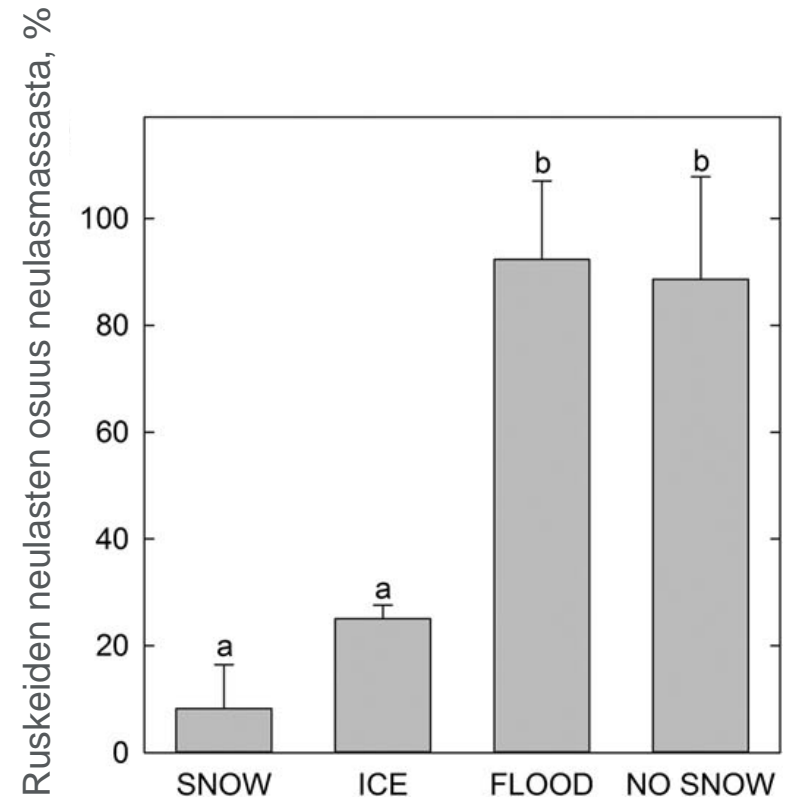 Ruskeiden neulasten osuus neulasmassasta, %
100
80
60
40
20
0
a
a
b
b
SNOW ICE FLOOD NO SNOW